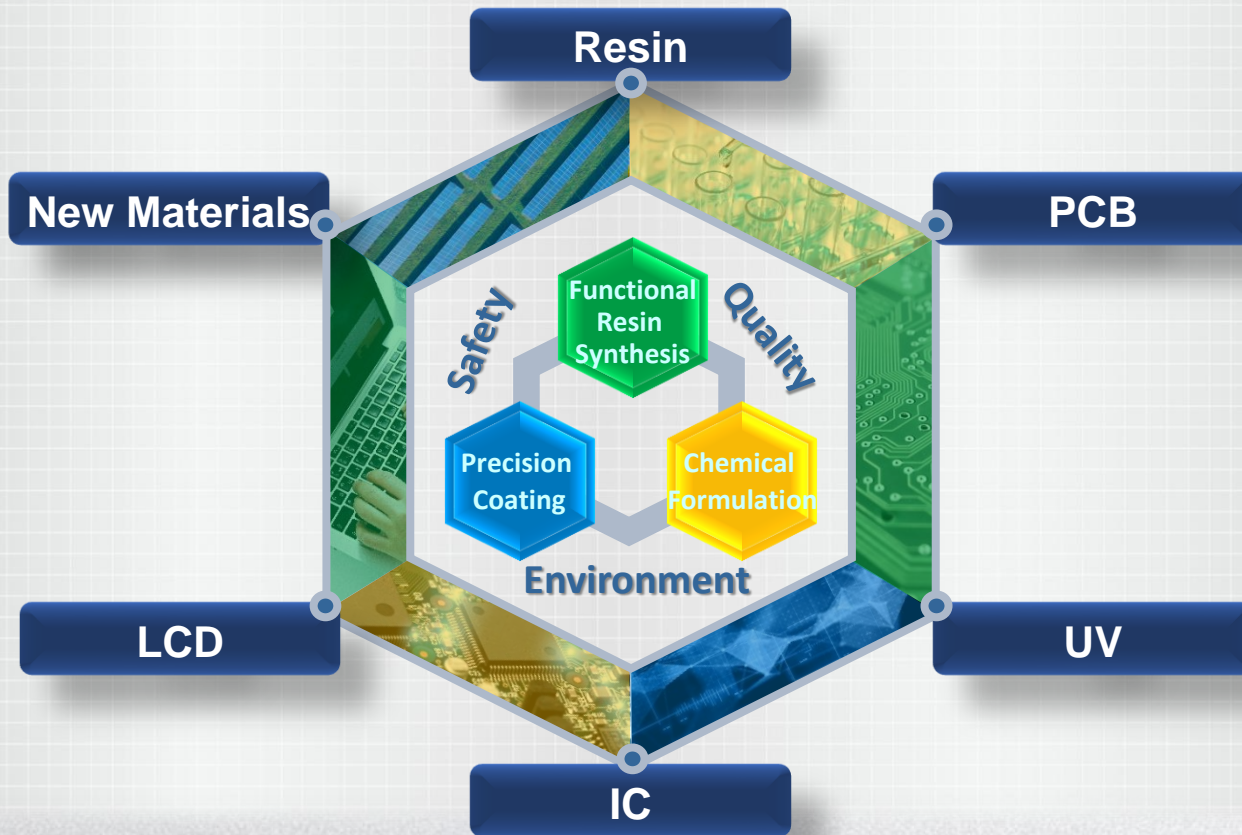 Resin
New Materials
PCB
Functional
Resin
Synthesis
Safety
Quality
Precision
Coating
Chemical
Formulation
Environment
LCD
UV
IC